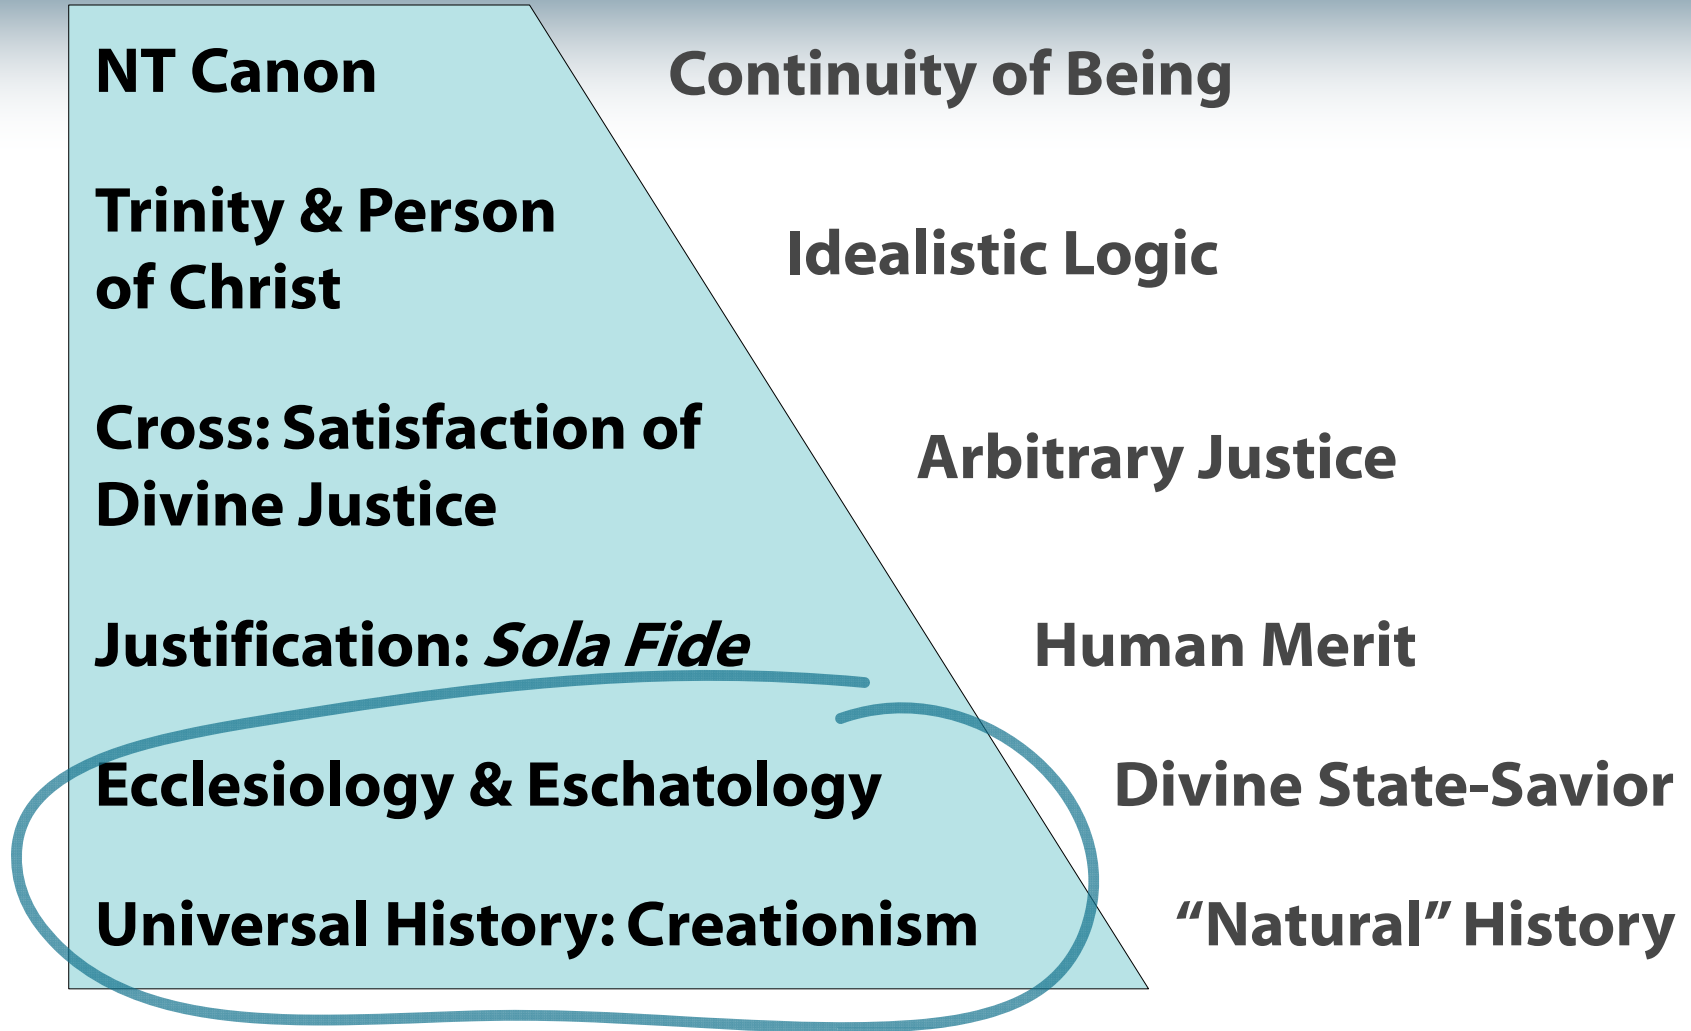 NT Canon
Continuity of Being
Trinity & Person
of Christ
Idealistic Logic
Cross: Satisfaction of
Divine Justice
Arbitrary Justice
Justification: Sola Fide
Human Merit
Ecclesiology & Eschatology
Divine State-Savior
Universal History: Creationism
“Natural” History